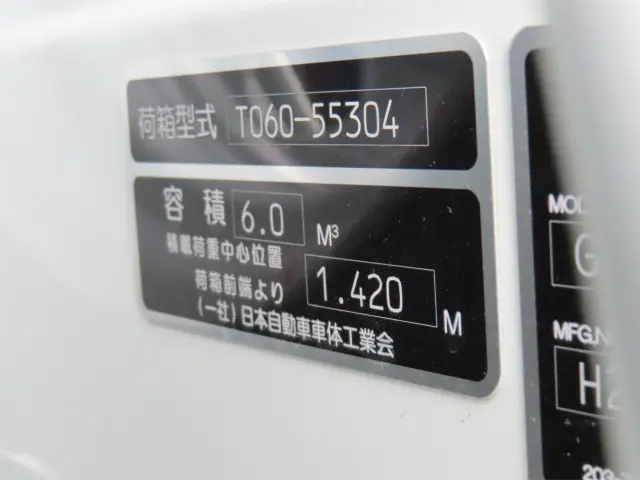 荷箱型式 T060-55304
容積 6.0 M³
積載荷重中心位置
荷箱前端より 1.420 M
(一社)日本自動車車体工業会
G
MFG.N
H
203-